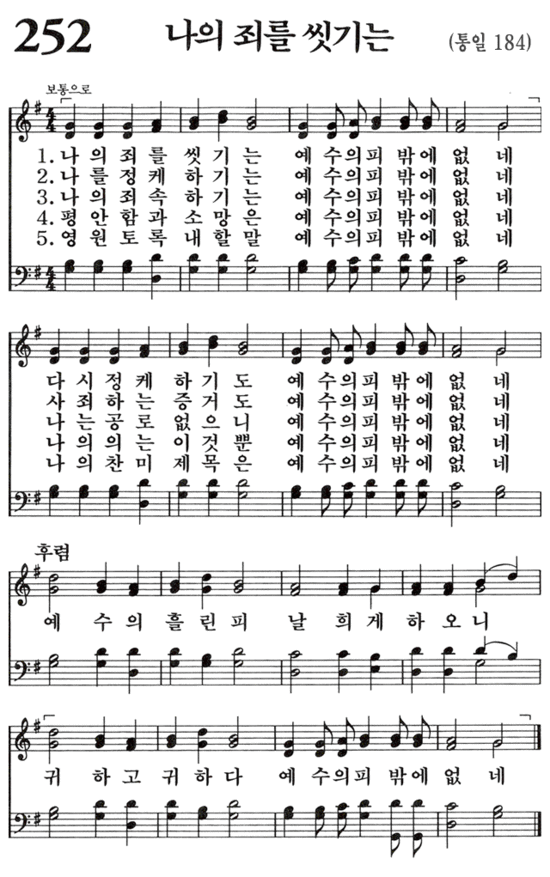 252 나의 죄를 씻기는 (통일 184)
보통으로
1. 나의죄를 씻기는 예수의피 밖에 없네
2. 나를정케 하기는 예수의피 밖에 없네
3. 나의죄속 하기는 예수의피 밖에 없네
4. 평안함과 소망은 예수의피 밖에 없네
5. 영원토록 내할말 예수의피 밖에 없네
다시정케 하기도 예수의피 밖에 없네
사죄하는 증거도 예수의피 밖에 없네
나는공로 없으니 예수의피 밖에 없네
나의의는 이것뿐 예수의피 밖에 없네
나의찬미 제목은 예수의피 밖에 없네
후렴
예수의 흘린피 날희게 하오니
귀하고 귀하다 예수의피 밖에 없네